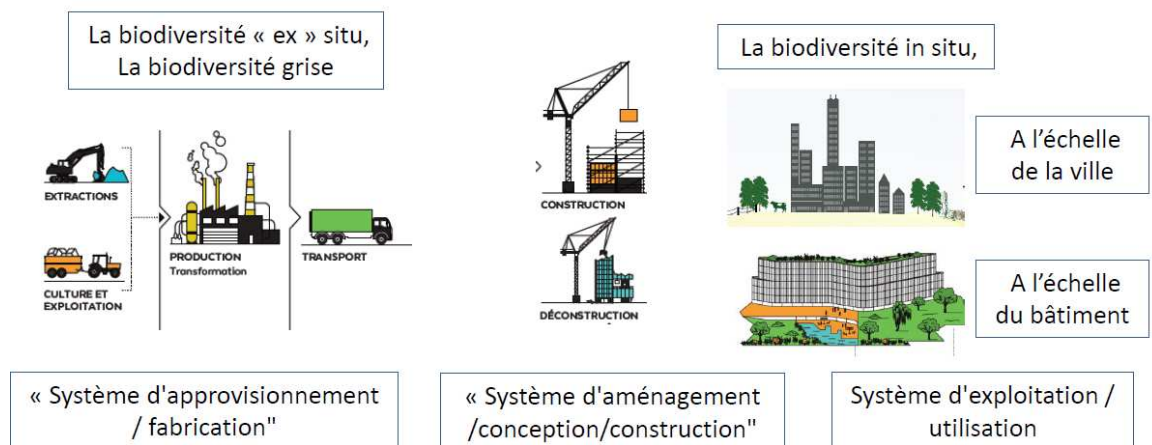 La biodiversité « ex » situ,
La biodiversité grise
EXTRACTIONS
CULTURE ET
EXPLOITATION
PRODUCTION
Transformation
TRANSPORT
CONSTRUCTION
DÉCONSTRUCTION
La biodiversité in situ,
A l’échelle
de la ville
A l’échelle
du bâtiment
« Système d'approvisionnement
/ fabrication"
« Système d'aménagement
/conception/construction"
Système d'exploitation /
utilisation